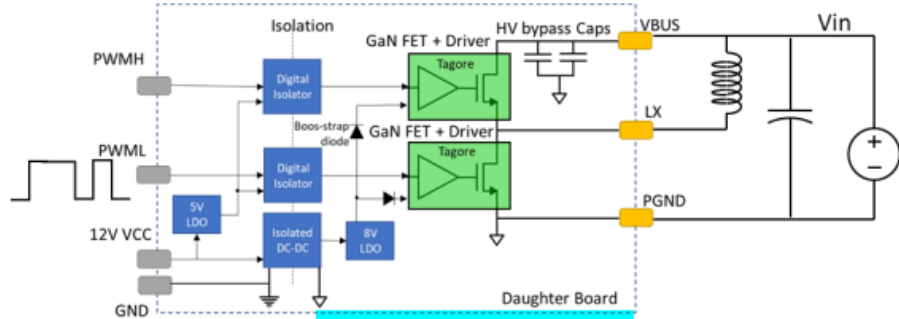 Isolation
HV bypass Caps
VBUS
Vin
GaN FET + Driver
PWMH
Tagore
Digital
Isolator
LX
Boos-strap
diode
GaN FET + Driver
Tagore
PWML
Digital
Isolator
PGND
5V
LDO
12V VCC
Isolated
DC-DC
8V
LDO
GND
Daughter Board